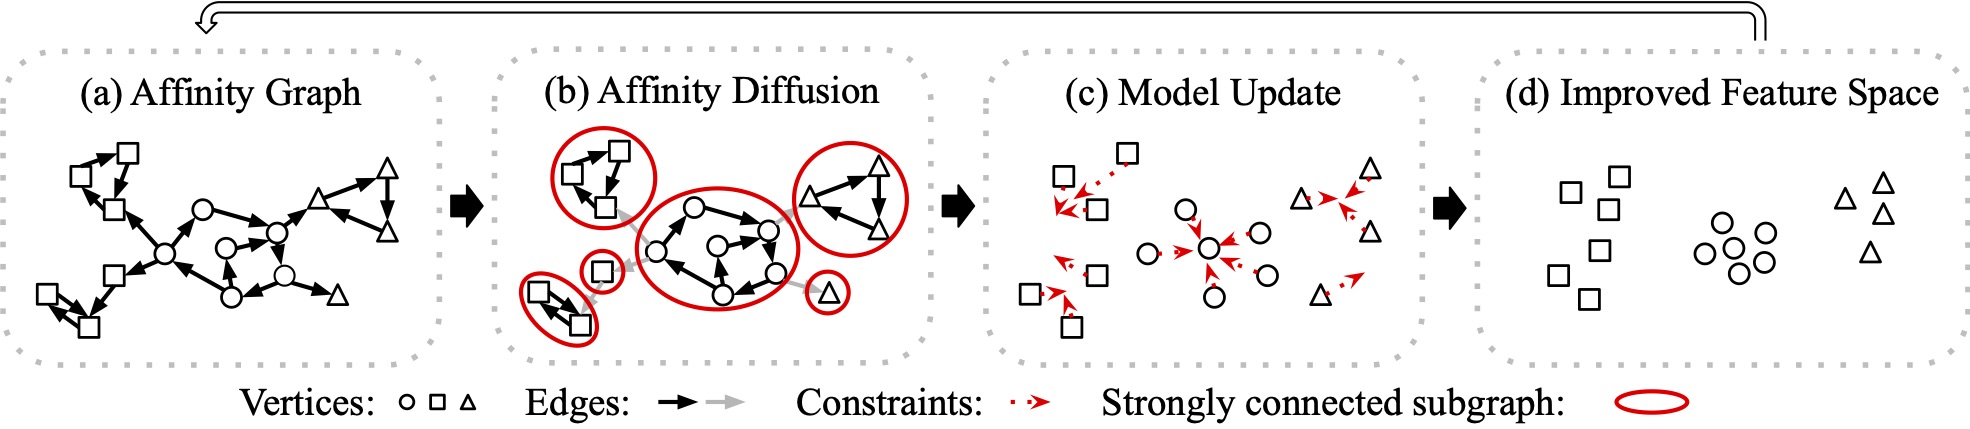 (a) Affinity Graph
(b) Affinity Diffusion
(c) Model Update
(d) Improved Feature Space
Vertices: Edges: Constraints: Strongly connected subgraph: